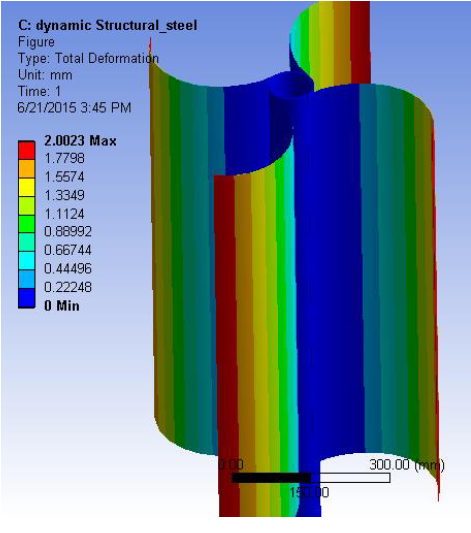 C: dynamic Structural_steel
Figure
Type: Total Deformation
Unit: mm
Time: 1
6/21/2015 3:45 PM
2.0023 Max
1.7798
1.5574
1.3349
1.1124
0.88992
0.66744
0.44496
0.22248
0 Min
0.00 300.00 (mm)
150.00